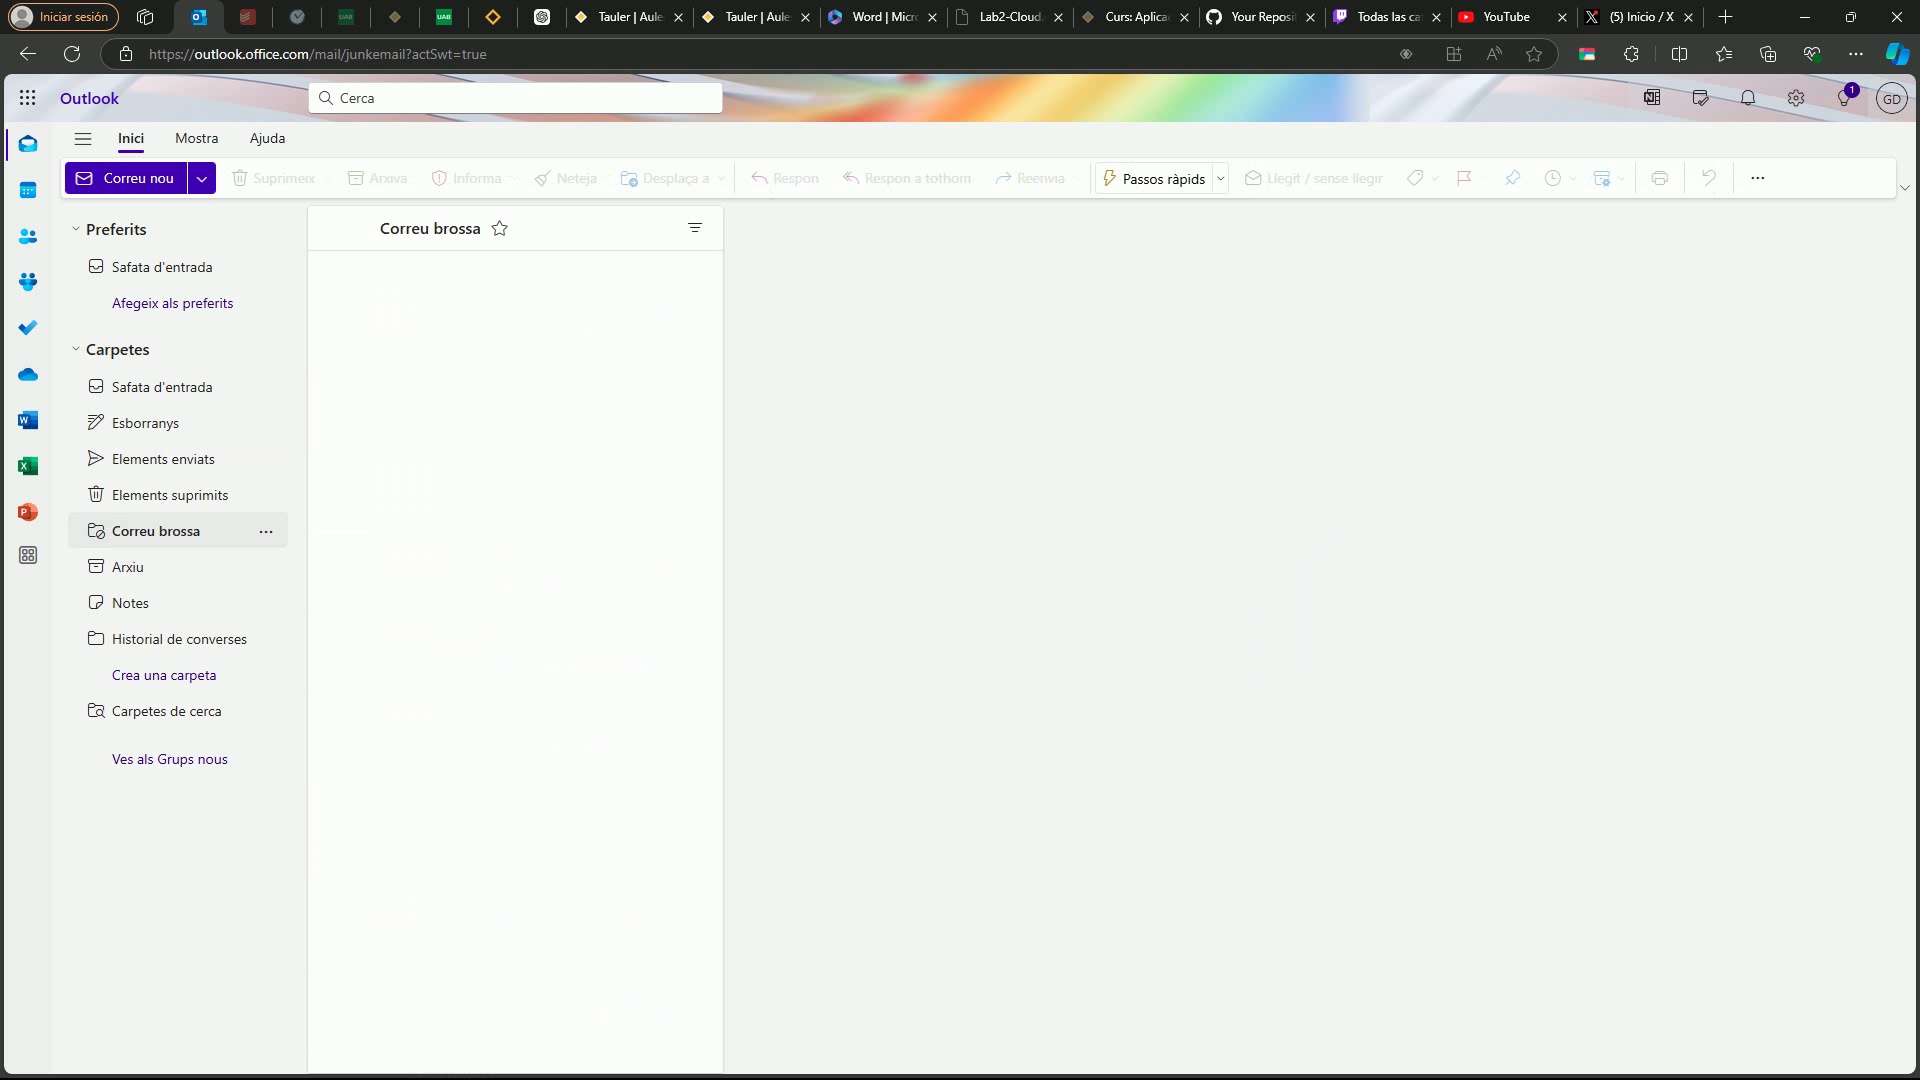 Iniciar sesión
UAB
UAB
Tauler | Aule
Tauler | Aule
Word | Micr
Lab2-Cloud
Curs: Aplica
Your Reposit
Todas las ca
YouTube
(5) Inicio / X
https://outlook.office.com/mail/junkemail?actSwt=true
Outlook
Cerca
1
GD
Inici
Mostra
Ajuda
Correu nou
Suprimeix
Arxiva
Informa
Neteja
Desplaça a
Respon
Respon a tothom
Reenvia
Passos ràpids
Llegit / sense llegir
Preferits
Safata d'entrada
Afegeix als preferits
Carpetes
Safata d'entrada
Esborranys
Elements enviats
Elements suprimits
Correu brossa
Arxiu
Notes
Historial de converses
Crea una carpeta
Carpetes de cerca
Ves als Grups nous
Correu brossa